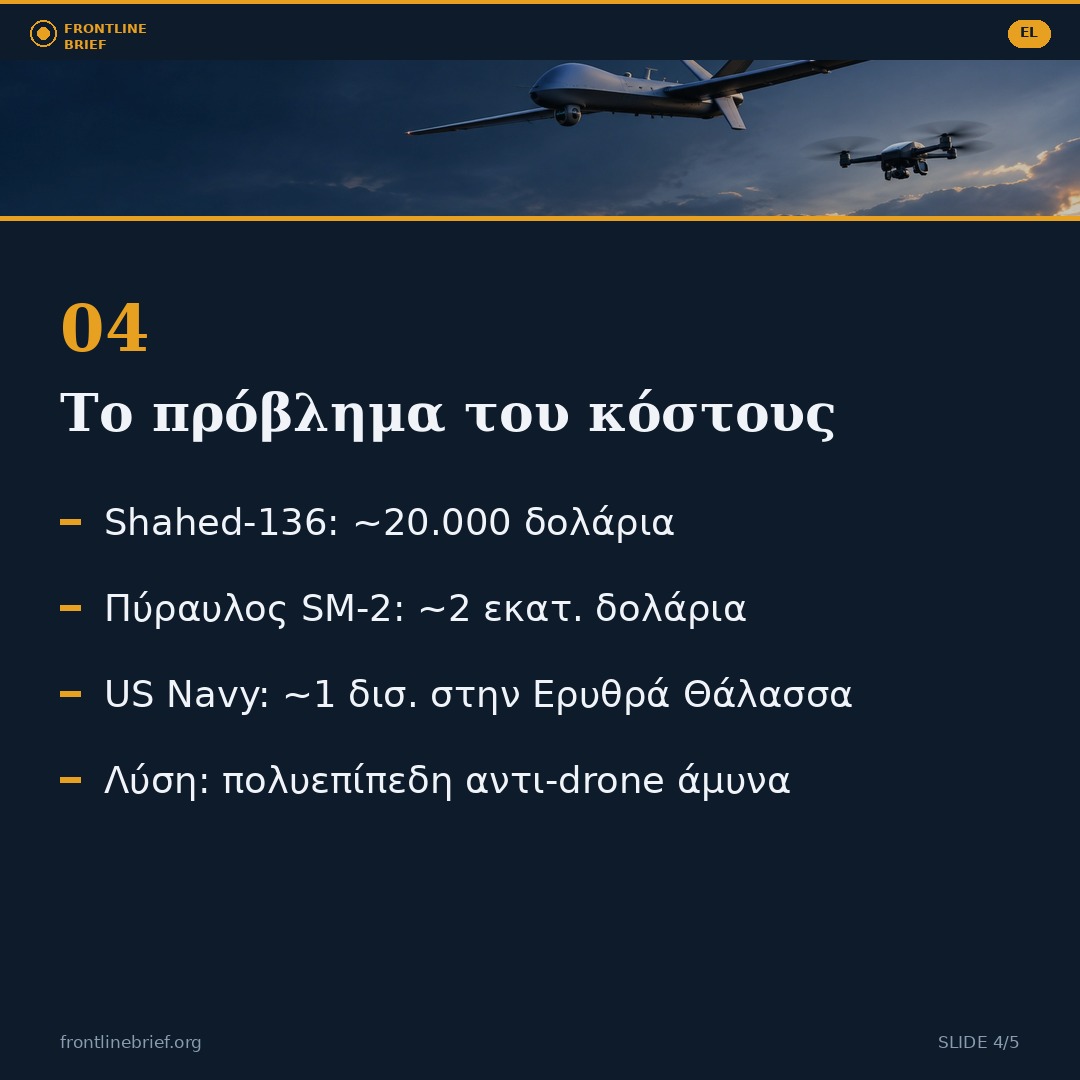 FRONTLINE
BRIEF
EL
04
Το πρόβλημα του κόστους
– Shahed-136: ~20.000 δολάρια
– Πύραυλος SM-2: ~2 εκατ. δολάρια
– US Navy: ~1 δισ. στην Ερυθρά Θάλασσα
– Λύση: πολυεπίπεδη αντι-drone άμυνα
frontlinebrief.org
SLIDE 4/5